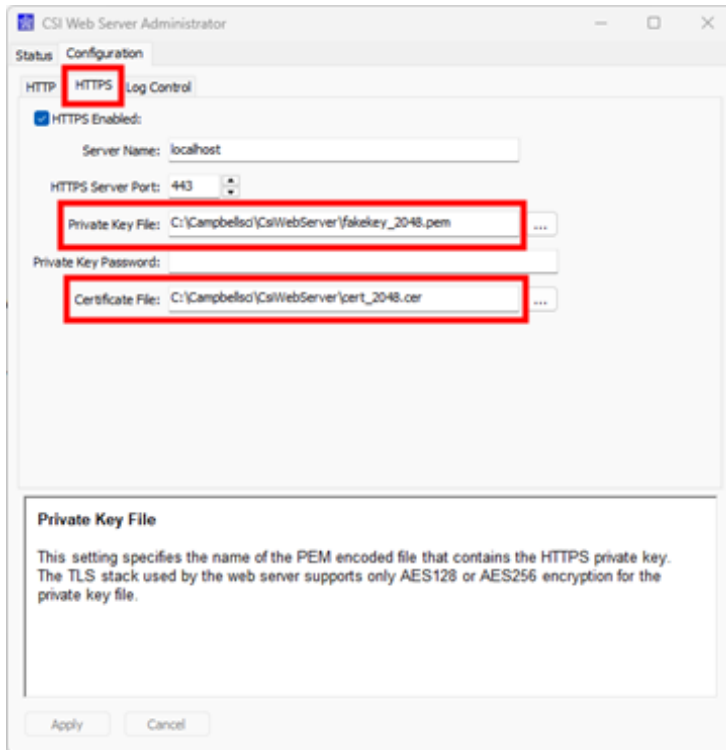 CSI Web Server Administrator
Status Configuration
HTTP HTTPS Log Control
HTTPS Enabled:
Server Name: localhost
HTTPS Server Port: 443
Private Key File: C:\Campbellsci\CsiWebServer\fakekey_2048.pem ...
Private Key Password:
Certificate File: C:\Campbellsci\CsiWebServer\cert_2048.cer ...
Private Key File
This setting specifies the name of the PEM encoded file that contains the HTTPS private key.
The TLS stack used by the web server supports only AES128 or AES256 encryption for the
private key file.
Apply Cancel